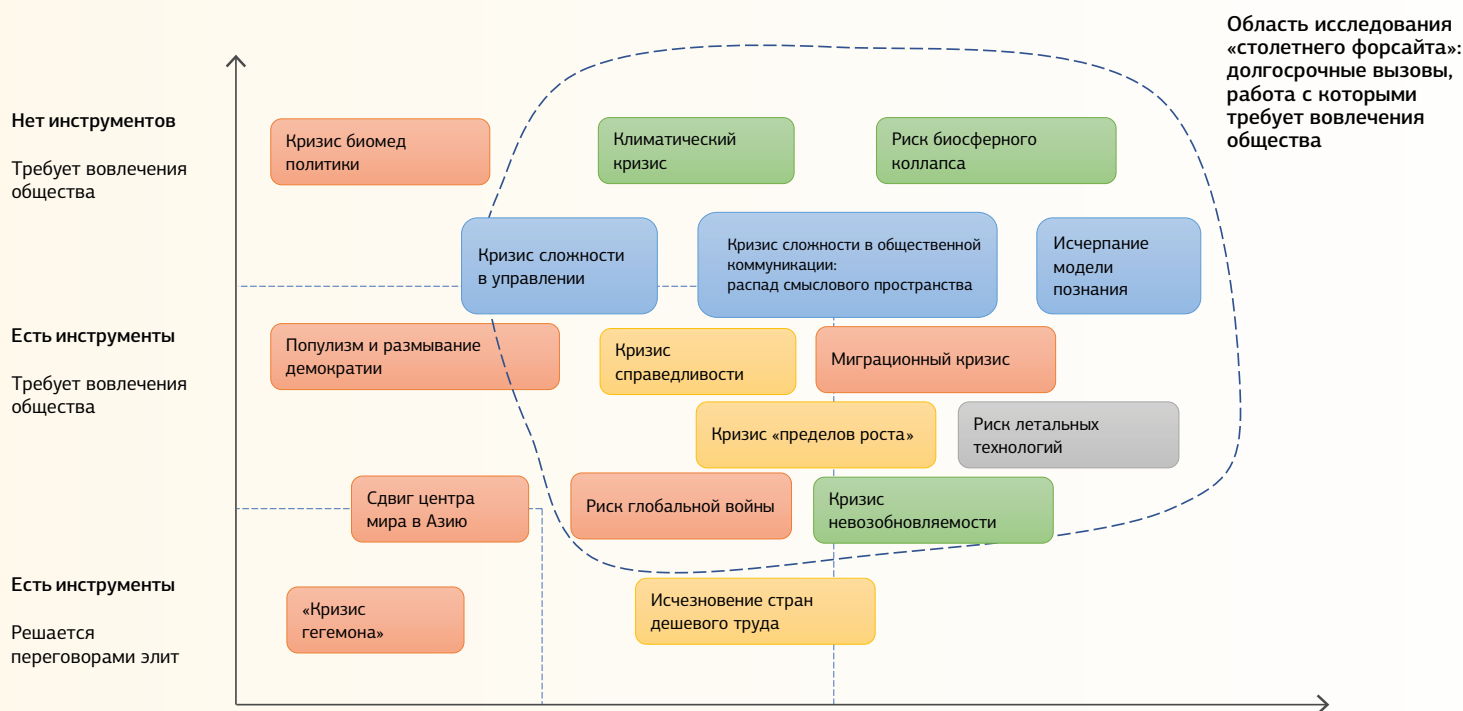 Область исследования
«столетнего форсайта»:
долгосрочные вызовы,
работа с которыми
требует вовлечения
общества
Нет инструментов
Требует вовлечения
общества
Кризис биомед
политики
Климатический
кризис
Риск биосферного
коллапса
Кризис сложности
в управлении
Кризис сложности в общественной
коммуникации:
распад смыслового пространства
Исчерпание
модели
познания
Есть инструменты
Требует вовлечения
общества
Популизм и размывание
демократии
Кризис
справедливости
Миграционный кризис
Кризис «пределов роста»
Риск летальных
технологий
Сдвиг центра
мира в Азию
Риск глобальной войны
Кризис
невозобновляемости
Есть инструменты
Решается
переговорами элит
«Кризис
гегемона»
Исчезновение стран
дешевого труда